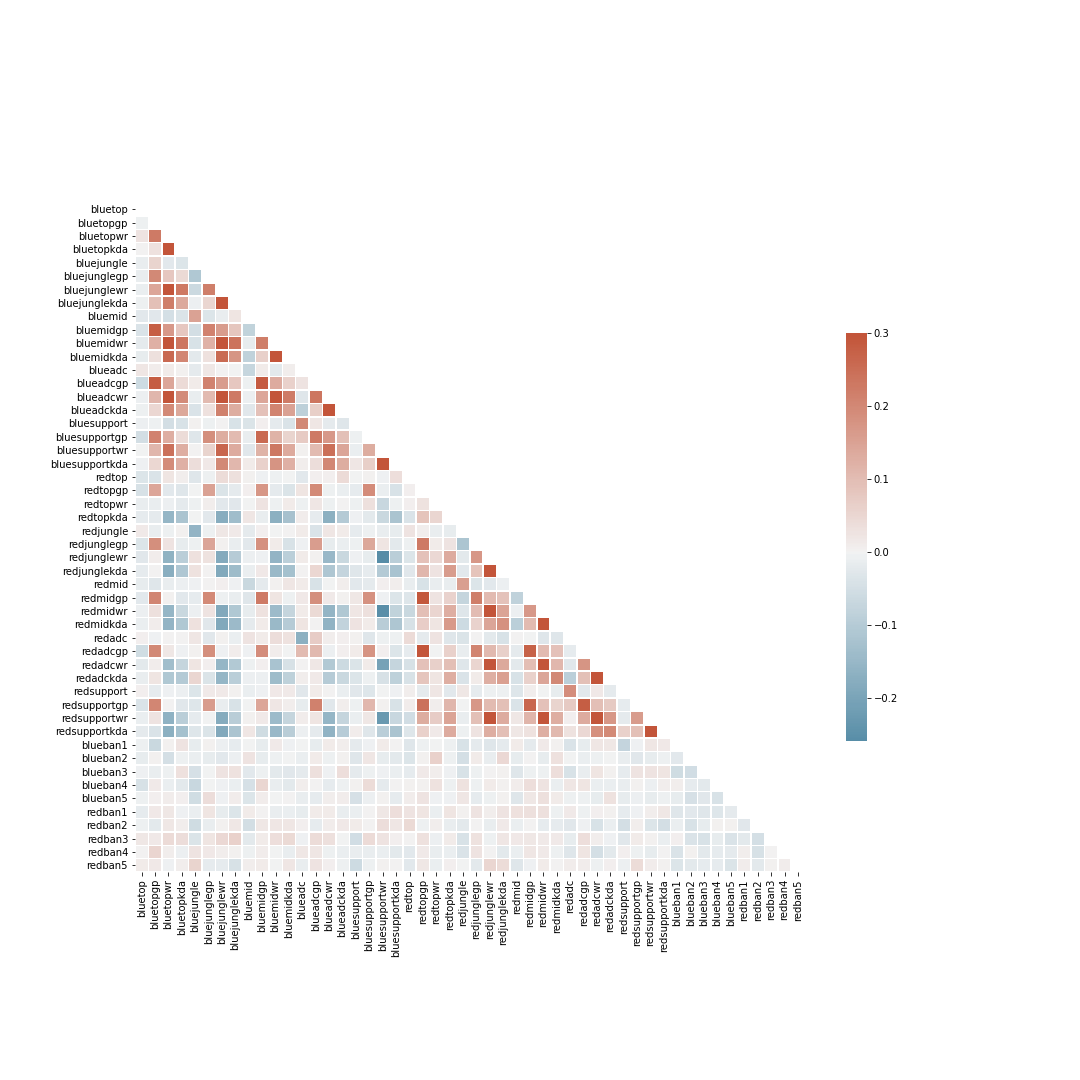 bluetop
bluetopgp
bluetopwr
bluetopkda
bluejungle
bluejunglegp
bluejunglewr
bluejunglekda
bluemid
bluemidgp
bluemidwr
bluemidkda
blueadc
blueadcgp
blueadcwr
blueadckda
bluesupport
bluesupportgp
bluesupportwr
bluesupportkda
redtop
redtopgp
redtopwr
redtopkda
redjungle
redjunglegp
redjunglewr
redjunglekda
redmid
redmidgp
redmidwr
redmidkda
redadc
redadcgp
redadcwr
redadckda
redsupport
redsupportgp
redsupportwr
redsupportkda
blueban1
blueban2
blueban3
blueban4
blueban5
redban1
redban2
redban3
redban4
redban5
bluetop
bluetopgp
bluetopwr
bluetopkda
bluejungle
bluejunglegp
bluejunglewr
bluejunglekda
bluemid
bluemidgp
bluemidwr
bluemidkda
blueadc
blueadcgp
blueadcwr
blueadckda
bluesupport
bluesupportgp
bluesupportwr
bluesupportkda
redtop
redtopgp
redtopwr
redtopkda
redjungle
redjunglegp
redjunglewr
redjunglekda
redmid
redmidgp
redmidwr
redmidkda
redadc
redadcgp
redadcwr
redadckda
redsupport
redsupportgp
redsupportwr
redsupportkda
blueban1
blueban2
blueban3
blueban4
blueban5
redban1
redban2
redban3
redban4
redban5
0.3
0.2
0.1
0.0
−0.1
−0.2